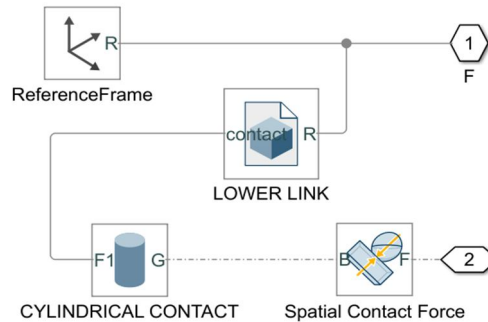 R
1
ReferenceFrame
F
contact R
LOWER LINK
F1 G
B F
2
CYLINDRICAL CONTACT
Spatial Contact Force